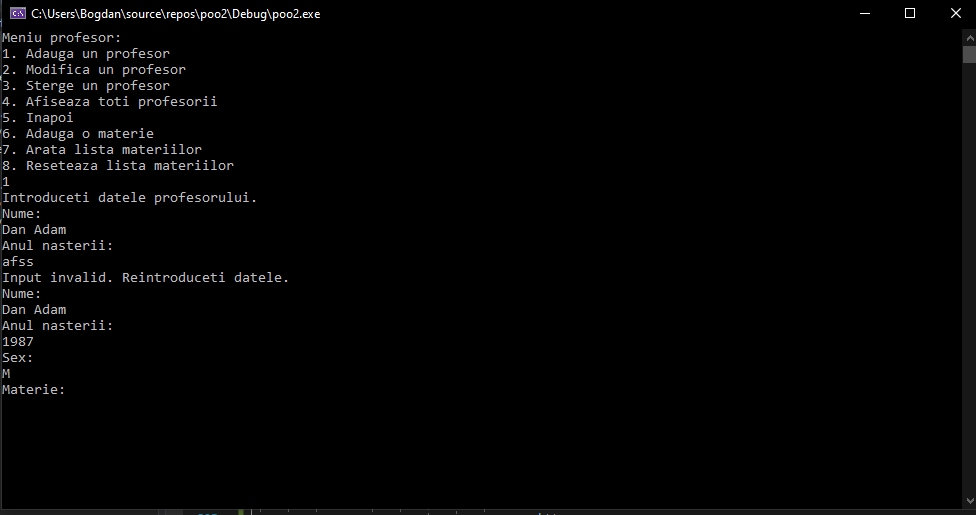 C:\Users\Bogdan\source\repos\poo2\Debug\poo2.exe
Meniu profesor:
1. Adauga un profesor
2. Modifica un profesor
3. Sterge un profesor
4. Afiseaza toti profesorii
5. Inapoi
6. Adauga o materie
7. Arata lista materiilor
8. Reseteaza lista materiilor
1
Introduceti datele profesorului.
Nume:
Dan Adam
Anul nasterii:
afss
Input invalid. Reintroduceti datele.
Nume:
Dan Adam
Anul nasterii:
1987
Sex:
M
Materie: